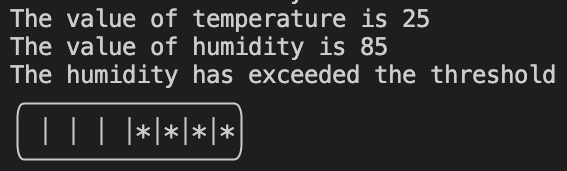 The value of temperature is 25
The value of humidity is 85
The humidity has exceeded the threshold
| | | |*|*|*|*